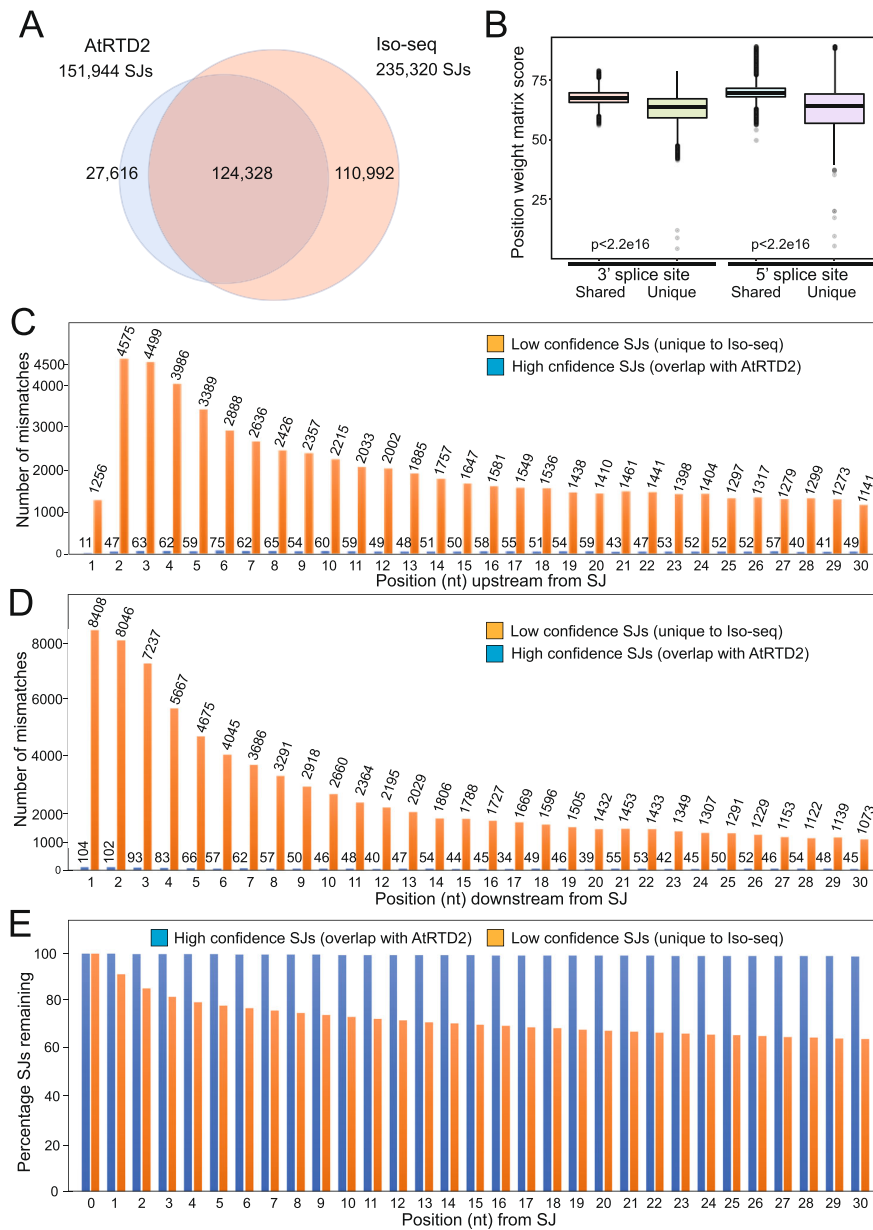 A
AtRTD2
151,944 SJs
Iso-seq
235,320 SJs
27,616
124,328
110,992
B
Position weight matrix score
75
50
25
p<2.2e16
p<2.2e16
3' splice site
5' splice site
Shared
Unique
Shared
Unique
C
Low confidence SJs (unique to Iso-seq)
High cnfidence SJs (overlap with AtRTD2)
Number of mismatches
4500
4000
3000
2000
1000
0
1256 4575 4499 3986 3389 2888 2636 2426 2357 2215 2033 2002 1885 1757 1647 1581 1549 1536 1438 1410 1461 1441 1398 1404 1297 1317 1279 1299 1273 1141
11 47 63 62 59 75 62 65 54 60 59 49 48 51 50 58 55 51 54 59 43 47 53 52 52 52 57 40 41 49
1 2 3 4 5 6 7 8 9 10 11 12 13 14 15 16 17 18 19 20 21 22 23 24 25 26 27 28 29 30
Position (nt) upstream from SJ
D
Low confidence SJs (unique to Iso-seq)
High confidence SJs (overlap with AtRTD2)
Number of mismatches
8000
6000
4000
2000
1000
0
8408 8046 7237 5667 4675 4045 3686 3291 2918 2660 2364 2195 2029 1806 1788 1727 1669 1596 1505 1432 1453 1433 1349 1307 1291 1229 1153 1122 1139 1073
104 102 93 83 66 57 62 57 50 46 48 40 47 54 44 45 34 49 46 39 55 53 42 45 50 52 46 54 48 45
1 2 3 4 5 6 7 8 9 10 11 12 13 14 15 16 17 18 19 20 21 22 23 24 25 26 27 28 29 30
Position (nt) downstream from SJ
E
High confidence SJs (overlap with AtRTD2)
Low confidence SJs (unique to Iso-seq)
Percentage SJs remaining
100
80
60
40
20
0
0 1 2 3 4 5 6 7 8 9 10 11 12 13 14 15 16 17 18 19 20 21 22 23 24 25 26 27 28 29 30
Position (nt) from SJ